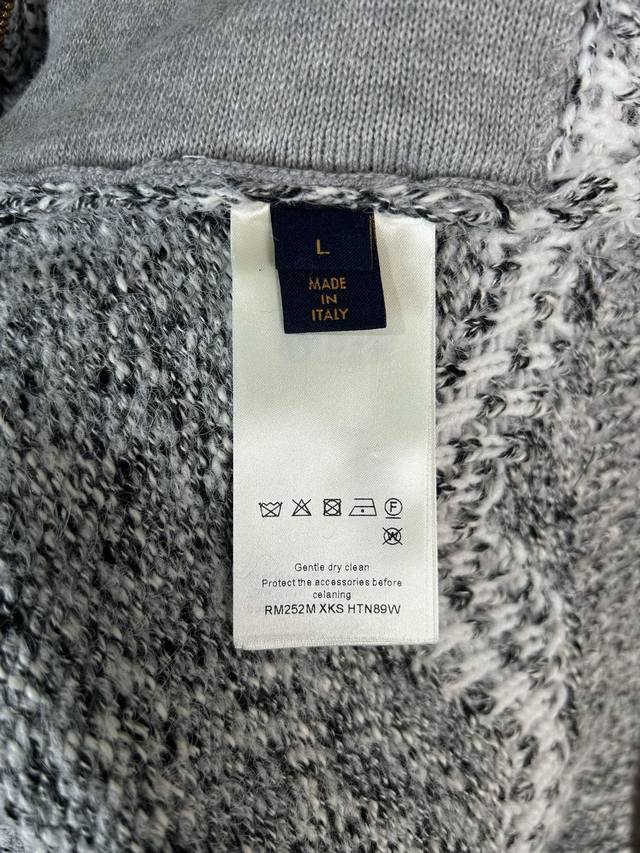 L
MADE
IN
ITALY
F
W
Gentle dry clean
Protect the accessories before
celaning
RM252M XKS HTN89W